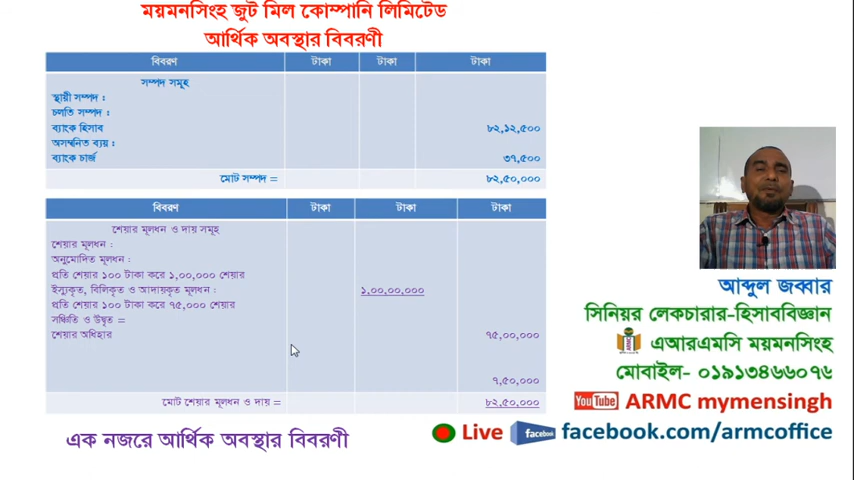 ময়মনসিংহ জুট মিল কোম্পানি লিমিটেড
আর্থিক অবস্থার বিবরণী
বিবরণ টাকা টাকা টাকা
সম্পদ সমূহ
স্থায়ী সম্পদ :
চলতি সম্পদ :
ব্যাংক হিসাব ৮২,১২,৫০০
অসমন্বিত ব্যয় :
ব্যাংক চার্জ ৩৭,৫০০
মোট সম্পদ = ৮২,৫০,০০০
বিবরণ টাকা টাকা টাকা
শেয়ার মূলধন ও দায় সমূহ
শেয়ার মূলধন :
অনুমোদিত মূলধন :
প্রতি শেয়ার ১০০ টাকা করে ১,০০,০০০ শেয়ার
ইস্যুকৃত, বিলিকৃত ও আদায়কৃত মূলধন : ১,০০,০০,০০০
প্রতি শেয়ার ১০০ টাকা করে ৭৫,০০০ শেয়ার
সঞ্চিতি ও উদ্বৃত =
শেয়ার অধিহার ৭৫,০০,০০০
৭,৫০,০০০
মোট শেয়ার মূলধন ও দায় = ৮২,৫০,০০০
এক নজরে আর্থিক অবস্থার বিবরণী
আব্দুল জব্বার
সিনিয়র লেকচারার-হিসাববিজ্ঞান
ARMC এআরএমসি ময়মনসিংহ
মোবাইল- ০১৯১৩৪৬৬০৭৬
YouTube ARMC mymensingh
Live facebook facebook.com/armcoffice